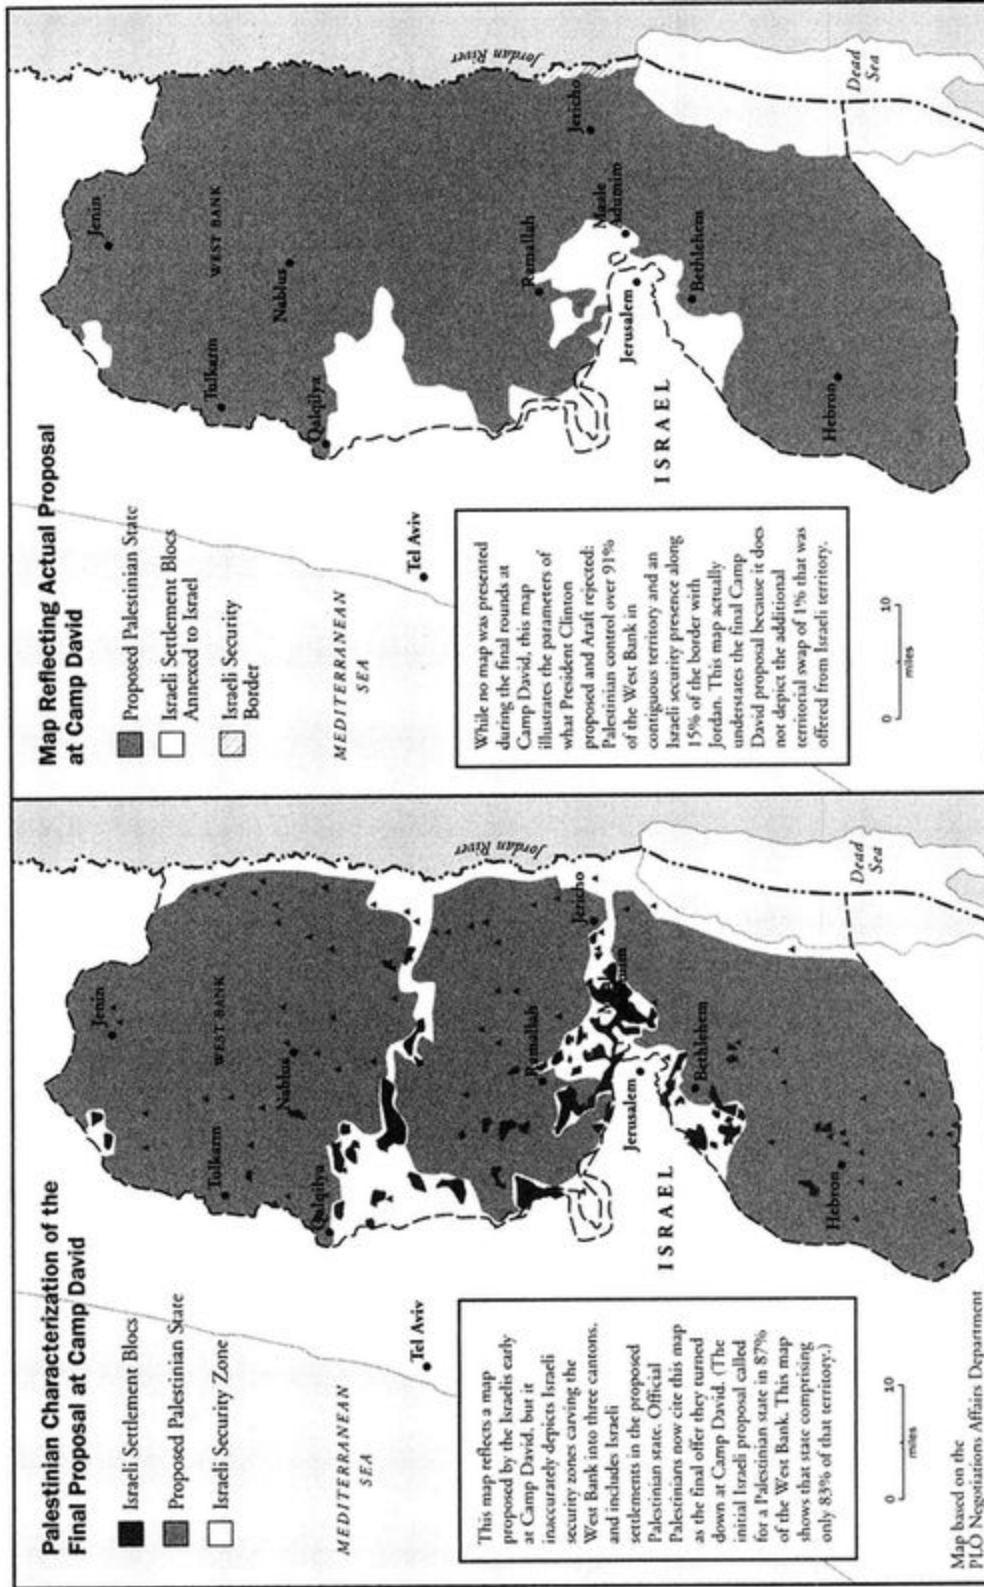 Palestinian Characterization of the
Final Proposal at Camp David
Israeli Settlement Blocs
Proposed Palestinian State
Israeli Security Zone
MEDITERRANEAN
SEA
Tel Aviv
This map reflects a map
proposed by the Israelis early
at Camp David, but it
inaccurately depicts Israeli
security zones carving the
West Bank into three cantons,
and includes Israeli
settlements in the proposed
Palestinian state. Official
Palestinians now cite this map
as the final offer they turned
down at Camp David. (The
initial Israeli proposal called
for a Palestinian state in 87%
of the West Bank. This map
shows that state comprising
only 83% of that territory.)
0 10
miles
Map based on the
PLO Negotiations Affairs Department
Jenin
Tulkarm
WEST BANK
Nablus
Qalqilya
Ramallah
Jericho
Jordan River
Jerusalem
ISRAEL
Bethlehem
Hebron
Dead
Sea
Map Reflecting Actual Proposal
at Camp David
Proposed Palestinian State
Israeli Settlement Blocs
Annexed to Israel
Israeli Security
Border
MEDITERRANEAN
SEA
Tel Aviv
While no map was presented
during the final rounds at
Camp David, this map
illustrates the parameters of
what President Clinton
proposed and Araft rejected:
Palestinian control over 91%
of the West Bank in
contiguous territory and an
Israeli security presence along
15% of the border with
Jordan. This map actually
understates the final Camp
David proposal because it does
not depict the additional
territorial swap of 1% that was
offered from Israeli territory.
0 10
miles
Jenin
Tulkarm
WEST BANK
Nablus
Qalqilya
Ramallah
Jericho
Jordan River
Maale
Adumim
Jerusalem
ISRAEL
Bethlehem
Hebron
Dead
Sea